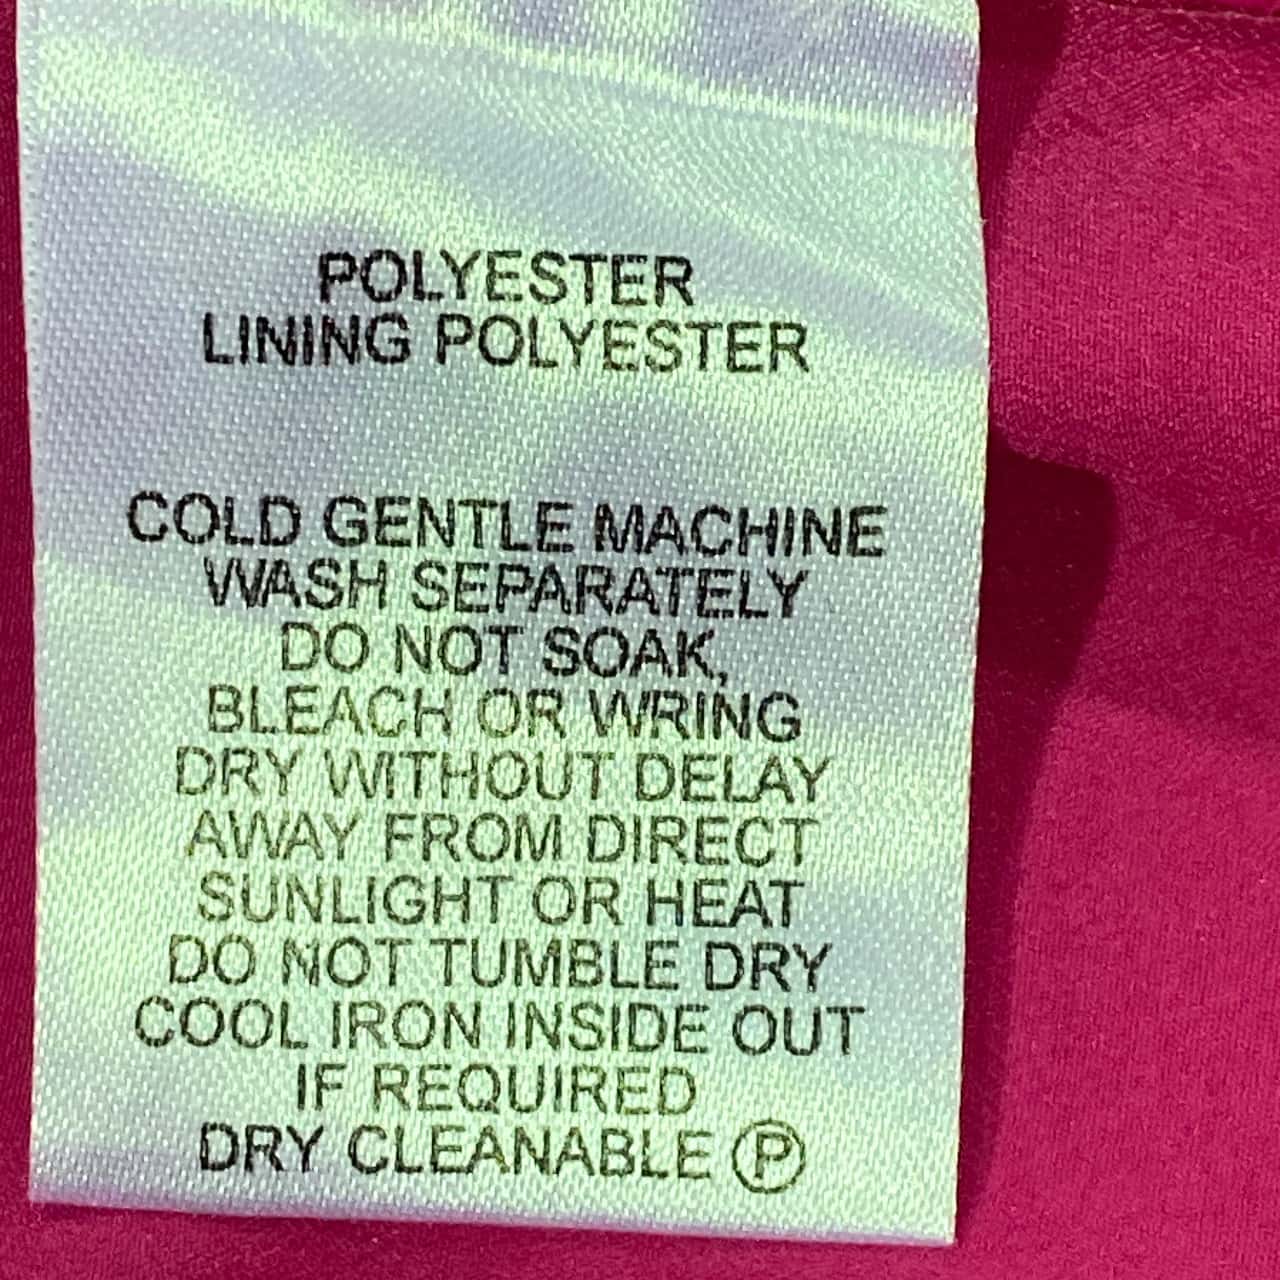 POLYESTER
LINING POLYESTER
COLD GENTLE MACHINE
WASH SEPARATELY
DO NOT SOAK,
BLEACH OR WRING
DRY WITHOUT DELAY
AWAY FROM DIRECT
SUNLIGHT OR HEAT
DO NOT TUMBLE DRY
COOL IRON INSIDE OUT
IF REQUIRED
DRY CLEANABLE Ⓟ